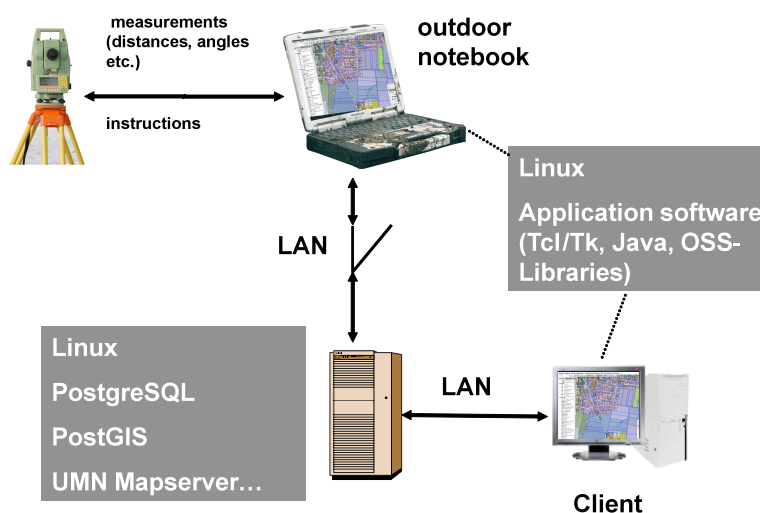 measurements
(distances, angles
etc.)
instructions
outdoor
notebook
Linux
Application software
(Tcl/Tk, Java, OSS-
Libraries)
LAN
Linux
PostgreSQL
PostGIS
UMN Mapserver…
LAN
Client